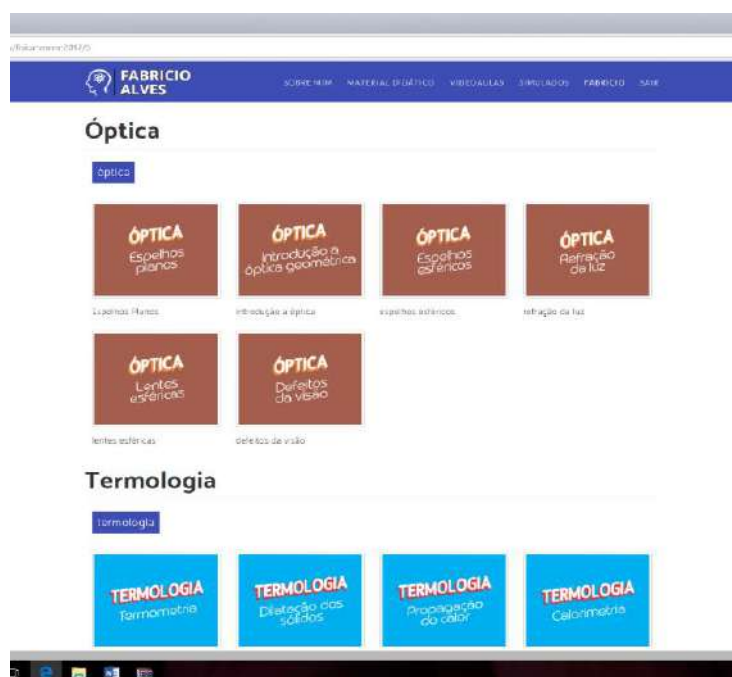 FABRICIO
ALVES
SOBRE MIM MATERIAL DIDÁTICO VIDEOAULAS SIMULADOS FABRICIO SAIR
Óptica
óptica
ÓPTICA
Espelhos
planos
ÓPTICA
Introdução a
óptica geométrica
ÓPTICA
Espelhos
esféricos
ÓPTICA
Refração
da luz
Espelhos Planos
introdução a óptica
espelhos esféricos
refração da luz
ÓPTICA
Lentes
esféricas
ÓPTICA
Defeitos
da visão
lentes esféricas
defeitos da visão
Termologia
termologia
TERMOLOGIA
Termometria
TERMOLOGIA
Dilatação dos
sólidos
TERMOLOGIA
Propagação
do calor
TERMOLOGIA
Calorimetria